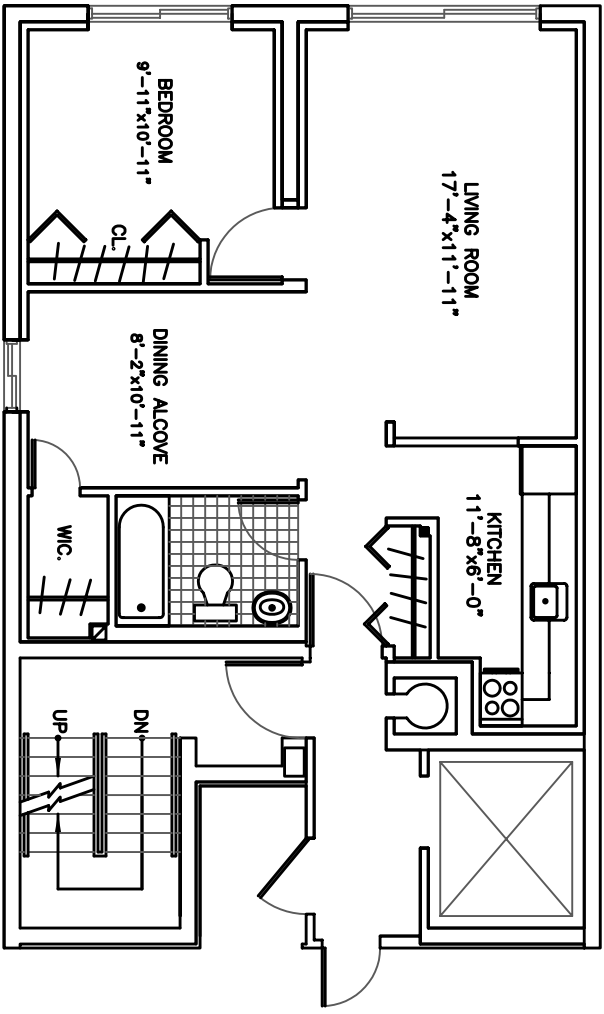 BEDROOM
9'-11"x10'-11"
CL.
LIVING ROOM
17'-4"x11'-11"
DINING ALCOVE
8'-2"x10'-11"
KITCHEN
11'-8"x6'-0"
WIC.
UP
DN